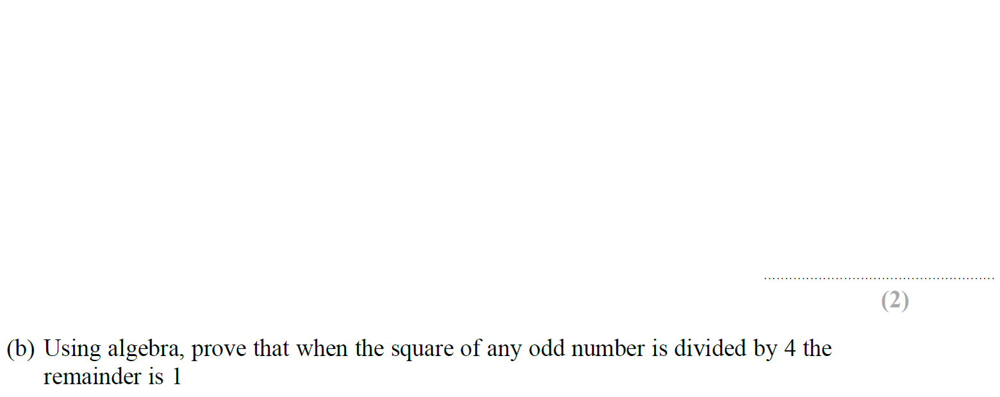 ....................................................
(2)
(b) Using algebra, prove that when the square of any odd number is divided by 4 the
remainder is 1